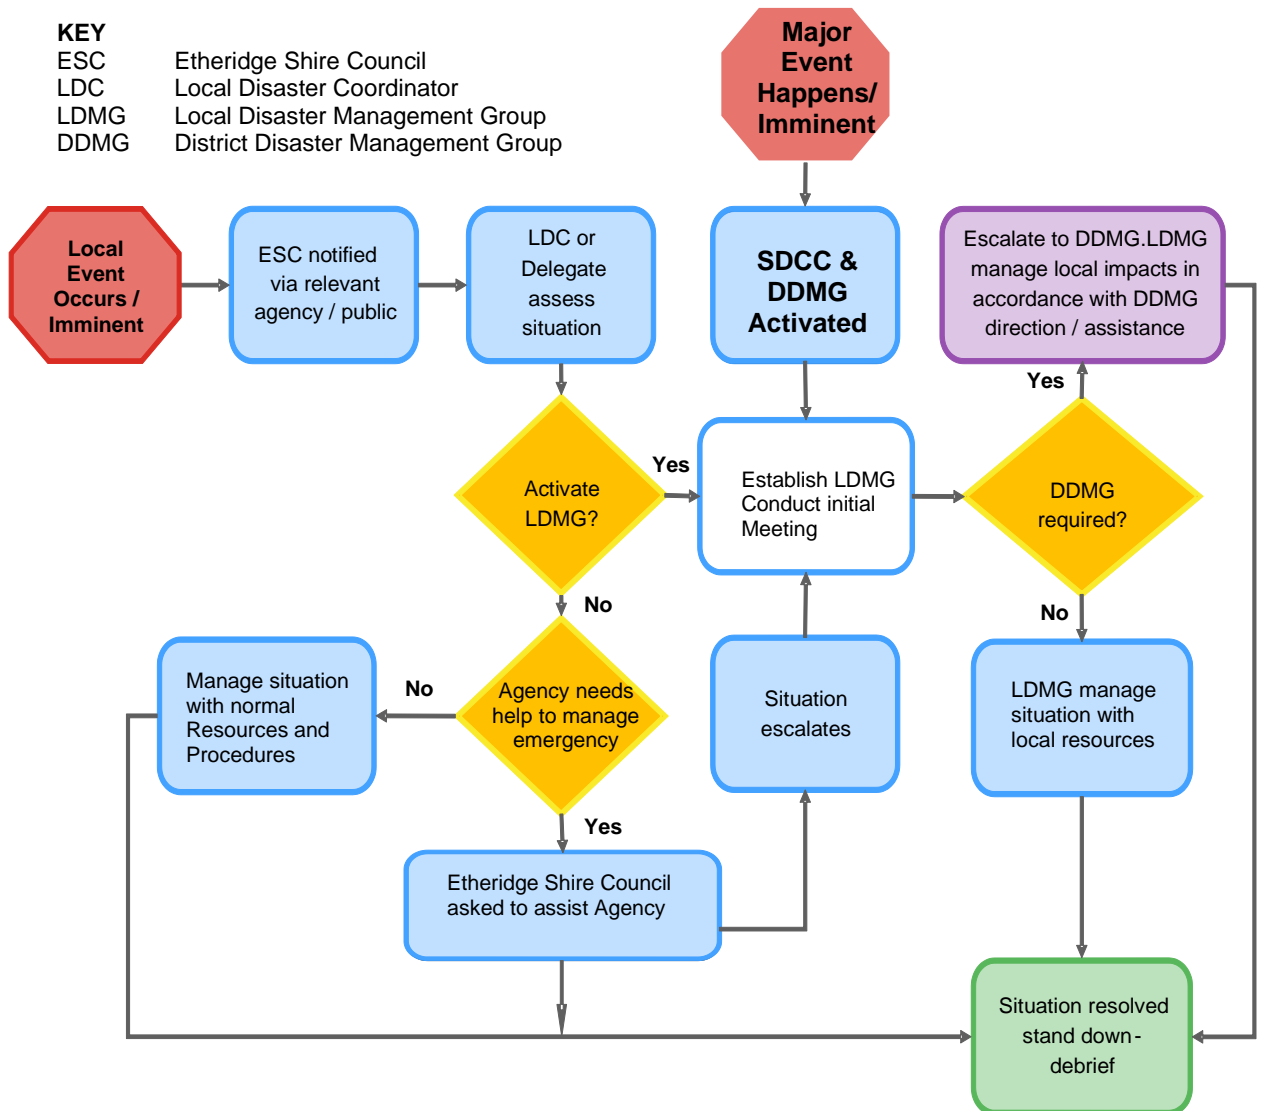 KEY
ESC Etheridge Shire Council
LDC Local Disaster Coordinator
LDMG Local Disaster Management Group
DDMG District Disaster Management Group
Major
Event
Happens/
Imminent
Local
Event
Occurs /
Imminent
ESC notified
via relevant
agency / public
LDC or
Delegate
assess
situation
SDCC &
DDMG
Activated
Escalate to DDMG.LDMG
manage local impacts in
accordance with DDMG
direction / assistance
Yes
Activate
LDMG?
Yes
Establish LDMG
Conduct initial
Meeting
DDMG
required?
No
No
Manage situation
with normal
Resources and
Procedures
No
Agency needs
help to manage
emergency
Situation
escalates
LDMG manage
situation with
local resources
Yes
Etheridge Shire Council
asked to assist Agency
Situation resolved
stand down-
debrief